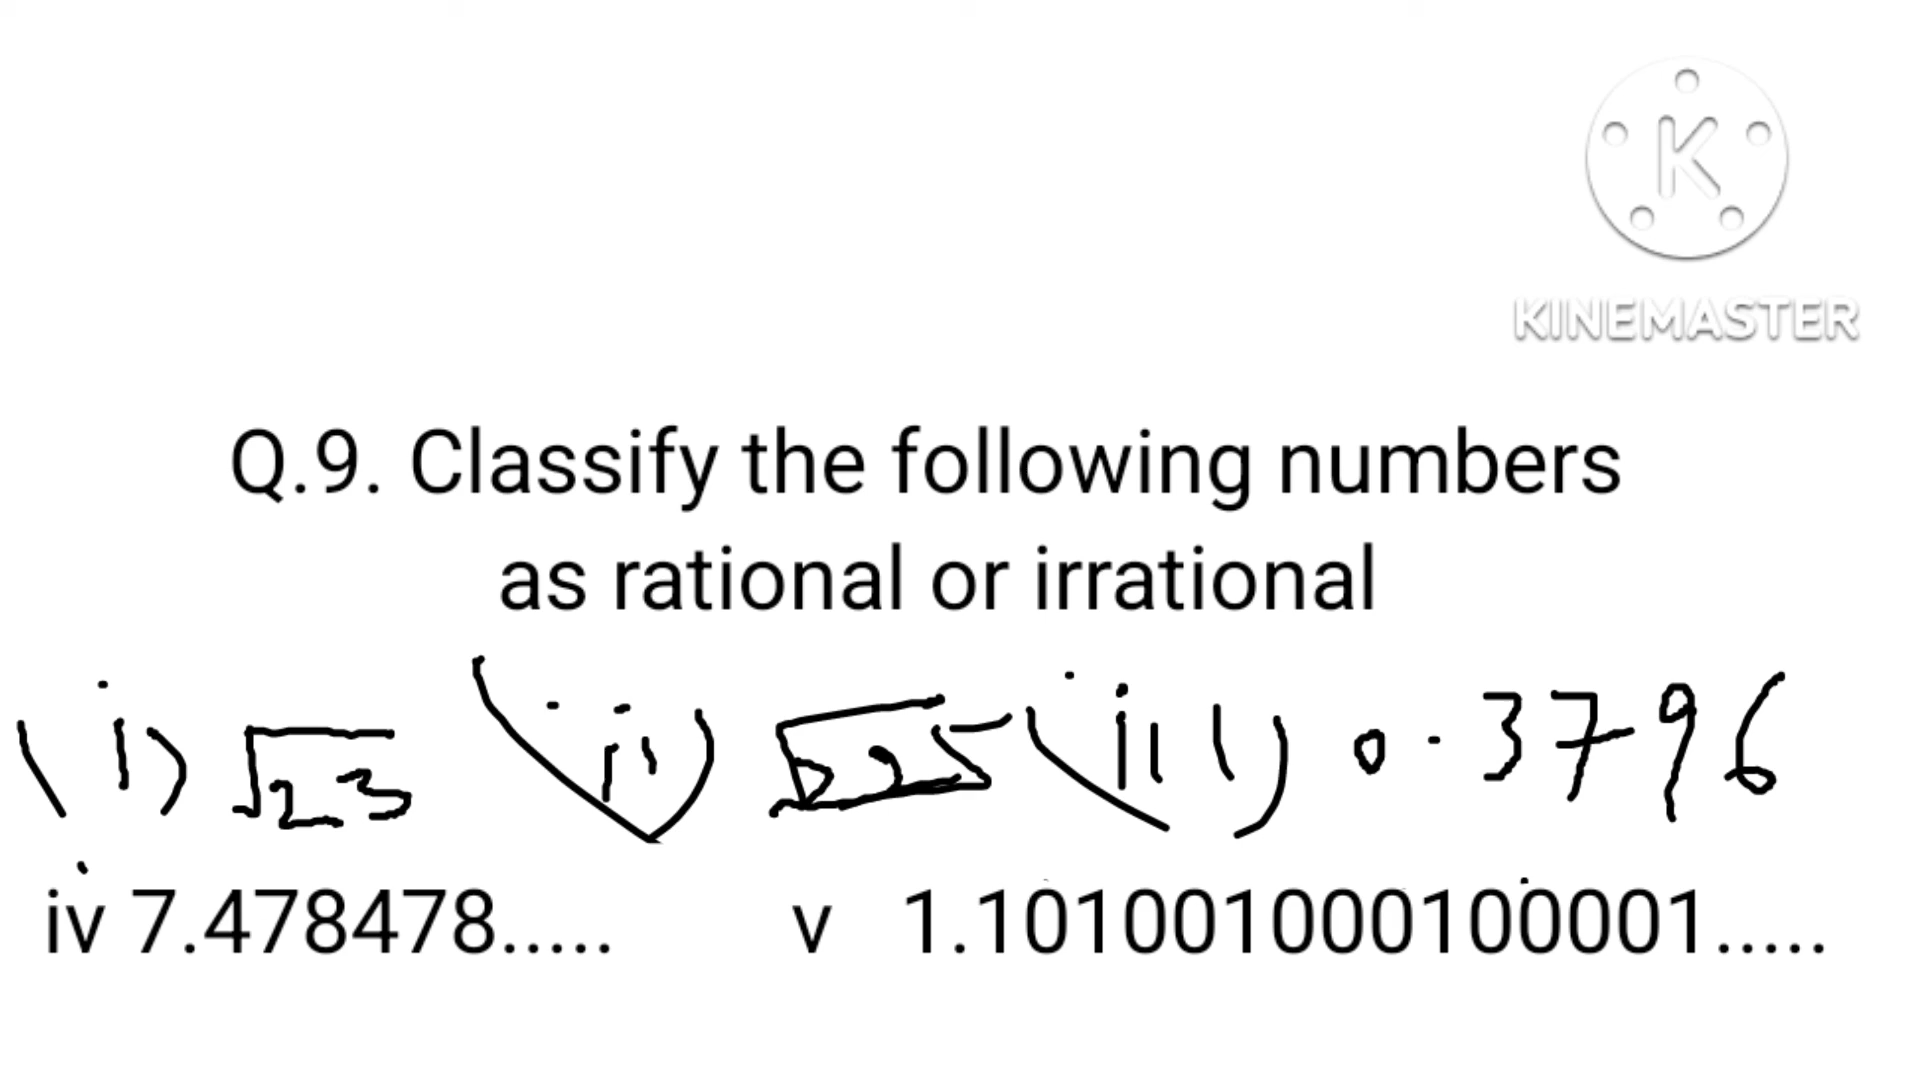 K
KINEMASTER
Q.9. Classify the following numbers
as rational or irrational
(i) √23 (ii) √225 (iii) 0.3796
iv 7.478478..... v 1.101001000100001.....